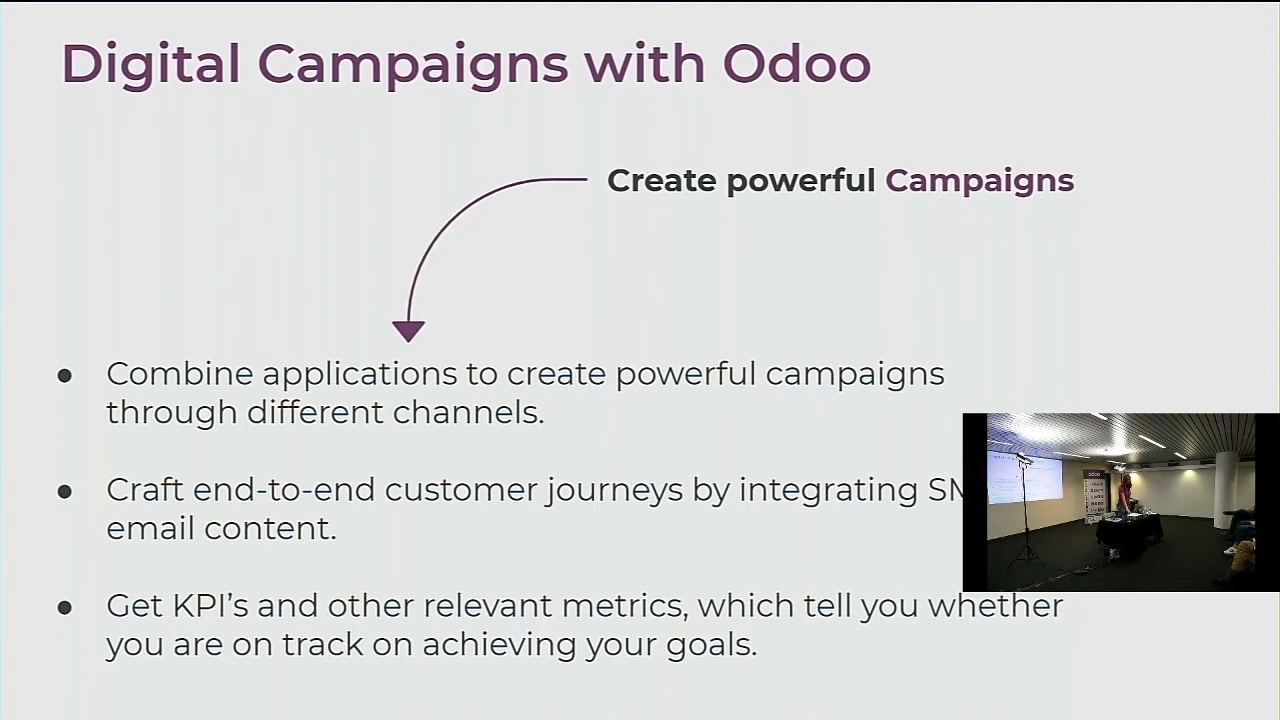 Digital Campaigns with Odoo
Create powerful Campaigns
● Combine applications to create powerful campaigns
through different channels.
● Craft end-to-end customer journeys by integrating
email content.
● Get KPI's and other relevant metrics, which tell you whether
you are on track on achieving your goals.
odoo